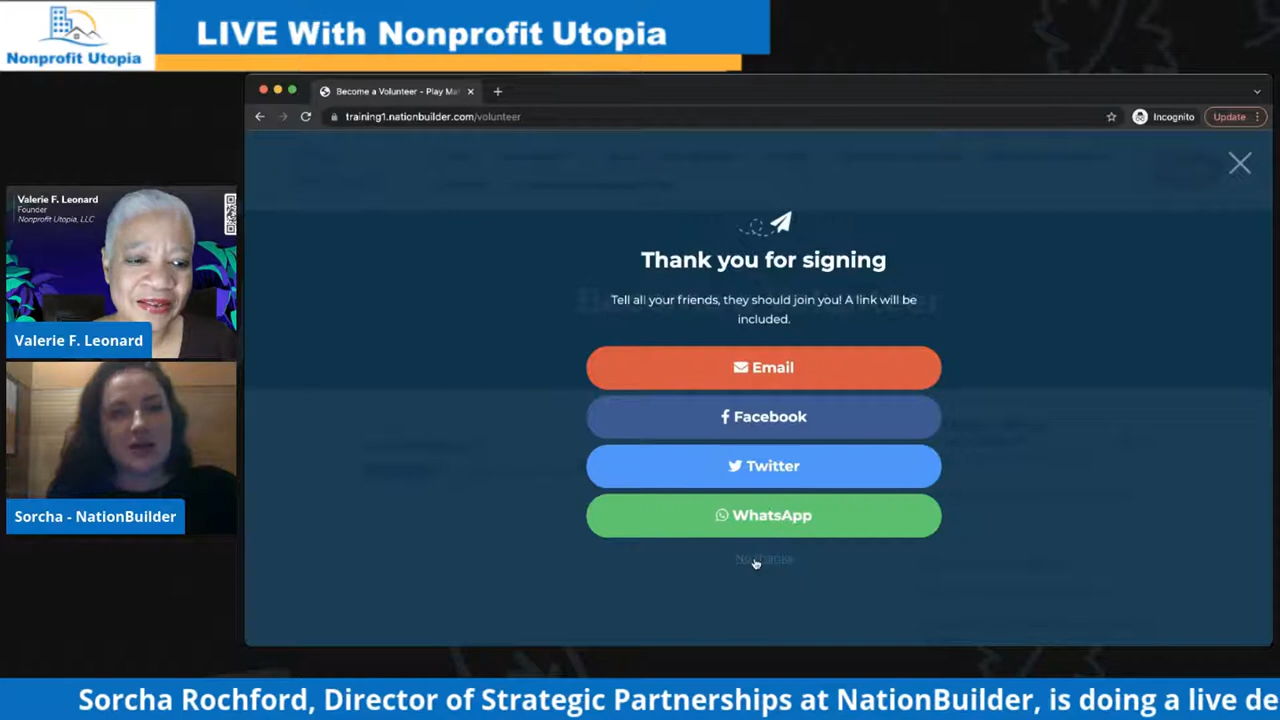 LIVE With Nonprofit Utopia
Nonprofit Utopia
Become a Volunteer - Play Ma
training1.nationbuilder.com/volunteer
Incognito
Update
Valerie F. Leonard
Founder
Nonprofit Utopia, LLC
Valerie F. Leonard
Sorcha - NationBuilder
Thank you for signing
Tell all your friends, they should join you! A link will be
included.
Email
Facebook
Twitter
WhatsApp
No thanks
Sorcha Rochford, Director of Strategic Partnerships at NationBuilder, is doing a live de